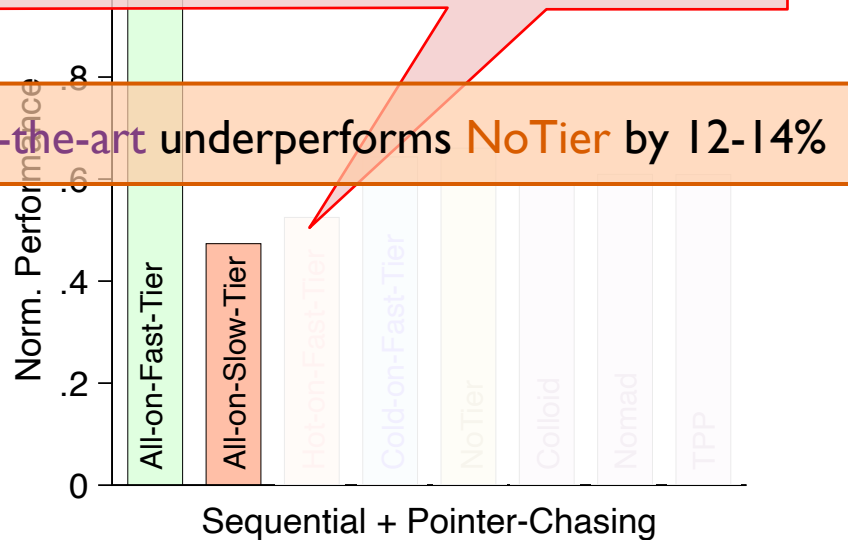 .8
-the-art underperforms NoTier by 12-14%
.6
.4
.2
0
Norm. Performance
All-on-Fast-Tier
All-on-Slow-Tier
Hot-on-Fast-Tier
Cold-on-Fast-Tier
NoTier
Colloid
Nomad
TPP
Sequential + Pointer-Chasing